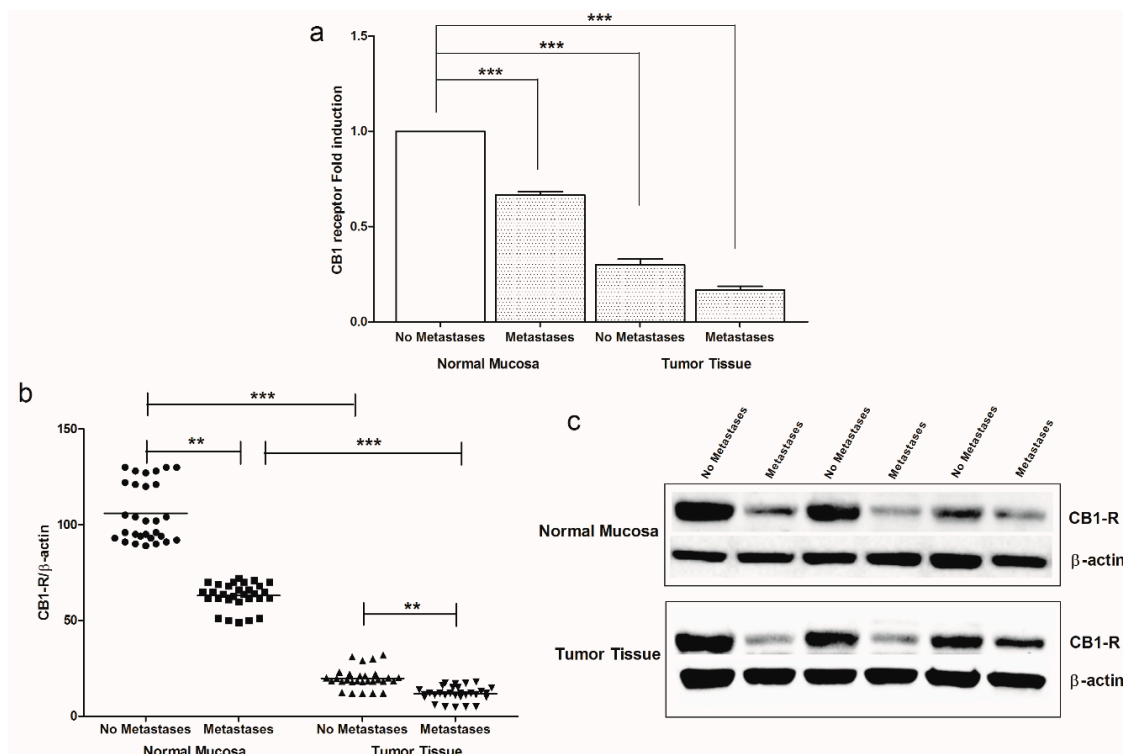 a
***
***
***
1.5
1.0
0.5
0.0
CB1 receptor Fold induction
No Metastases Metastases No Metastases Metastases
Normal Mucosa Tumor Tissue
b
***
** ***
**
150
100
50
0
CB1-R/β-actin
No Metastases Metastases No Metastases Metastases
Normal Mucosa Tumor Tissue
c
No Metastases Metastases No Metastases Metastases No Metastases Metastases
Normal Mucosa
CB1-R
β-actin
Tumor Tissue
CB1-R
β-actin